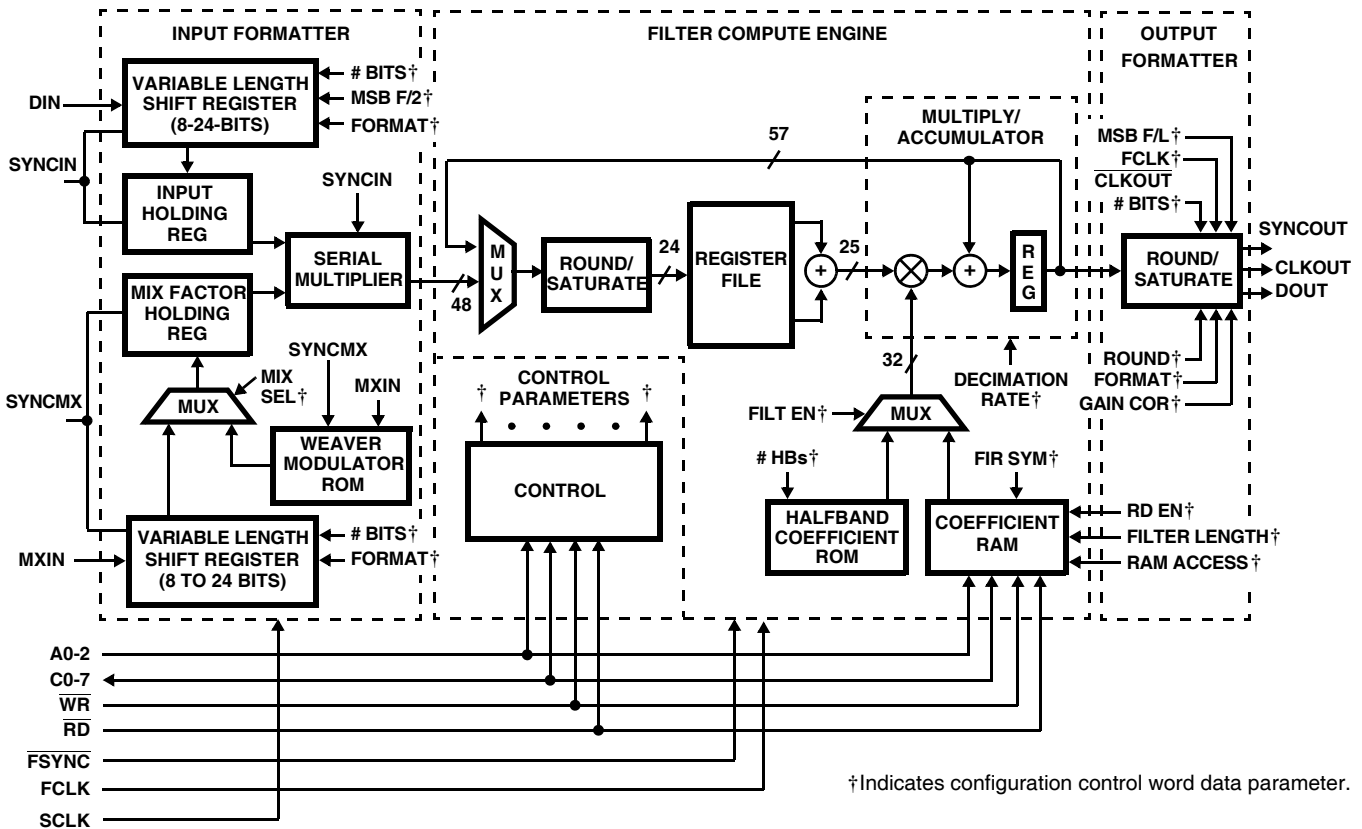 INPUT FORMATTER
FILTER COMPUTE ENGINE
OUTPUT
FORMATTER
VARIABLE LENGTH
SHIFT REGISTER
(8-24-BITS)
# BITS†
MSB F/2†
FORMAT†
DIN
SYNCIN
INPUT
HOLDING
REG
SYNCIN
SERIAL
MULTIPLIER
MIX FACTOR
HOLDING
REG
SYNCMX
MUX
MIX
SEL†
SYNCMX
MXIN
WEAVER
MODULATOR
ROM
VARIABLE LENGTH
SHIFT REGISTER
(8 TO 24 BITS)
# BITS†
FORMAT†
MXIN
57
48
MUX
ROUND/
SATURATE
24
REGISTER
FILE
+
25
MULTIPLY/
ACCUMULATOR
+
REG
32
DECIMATION
RATE†
† CONTROL †
PARAMETERS
CONTROL
FILT EN†
MUX
# HBs†
HALFBAND
COEFFICIENT
ROM
FIR SYM†
COEFFICIENT
RAM
RD EN†
FILTER LENGTH†
RAM ACCESS†
MSB F/L†
FCLK†
CLKOUT
# BITS†
ROUND/
SATURATE
SYNCOUT
CLKOUT
DOUT
ROUND†
FORMAT†
GAIN COR†
A0-2
C0-7
WR
RD
FSYNC
FCLK
SCLK
†Indicates configuration control word data parameter.